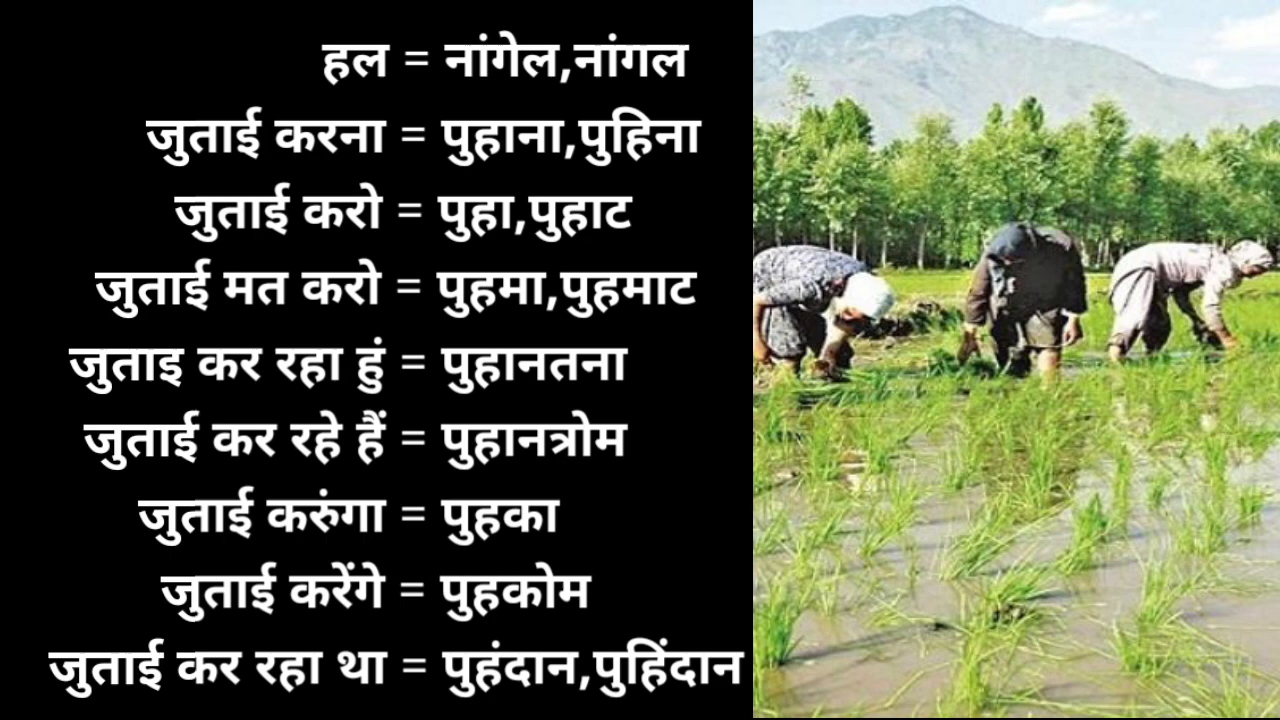 हल = नांगेल,नांगल
जुताई करना = पुहाना,पुहिना
जुताई करो = पुहा,पुहाट
जुताई मत करो = पुहमा,पुहमाट
जुताइ कर रहा हुं = पुहानतना
जुताई कर रहे हैं = पुहानत्रोम
जुताई करुंगा = पुहका
जुताई करेंगे = पुहकोम
जुताई कर रहा था = पुहंदान,पुहिंदान